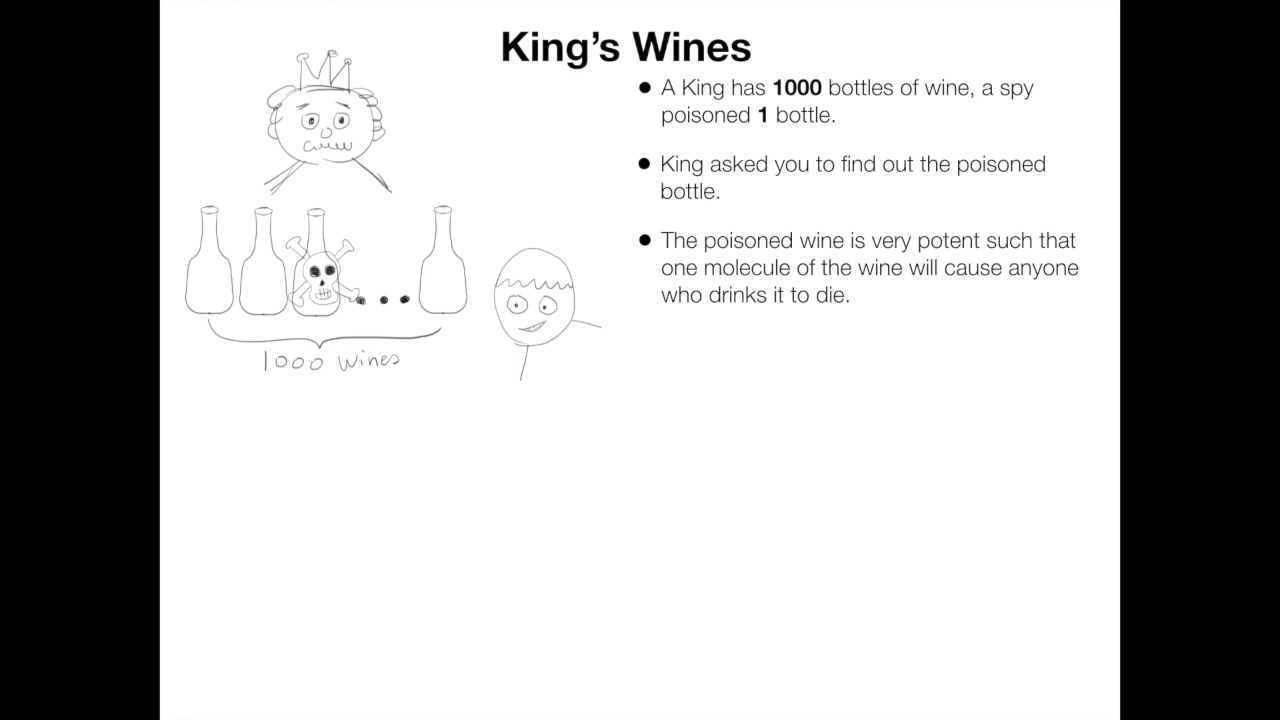 King's Wines
● A King has 1000 bottles of wine, a spy
poisoned 1 bottle.
● King asked you to find out the poisoned
bottle.
● The poisoned wine is very potent such that
one molecule of the wine will cause anyone
who drinks it to die.
1000 wines